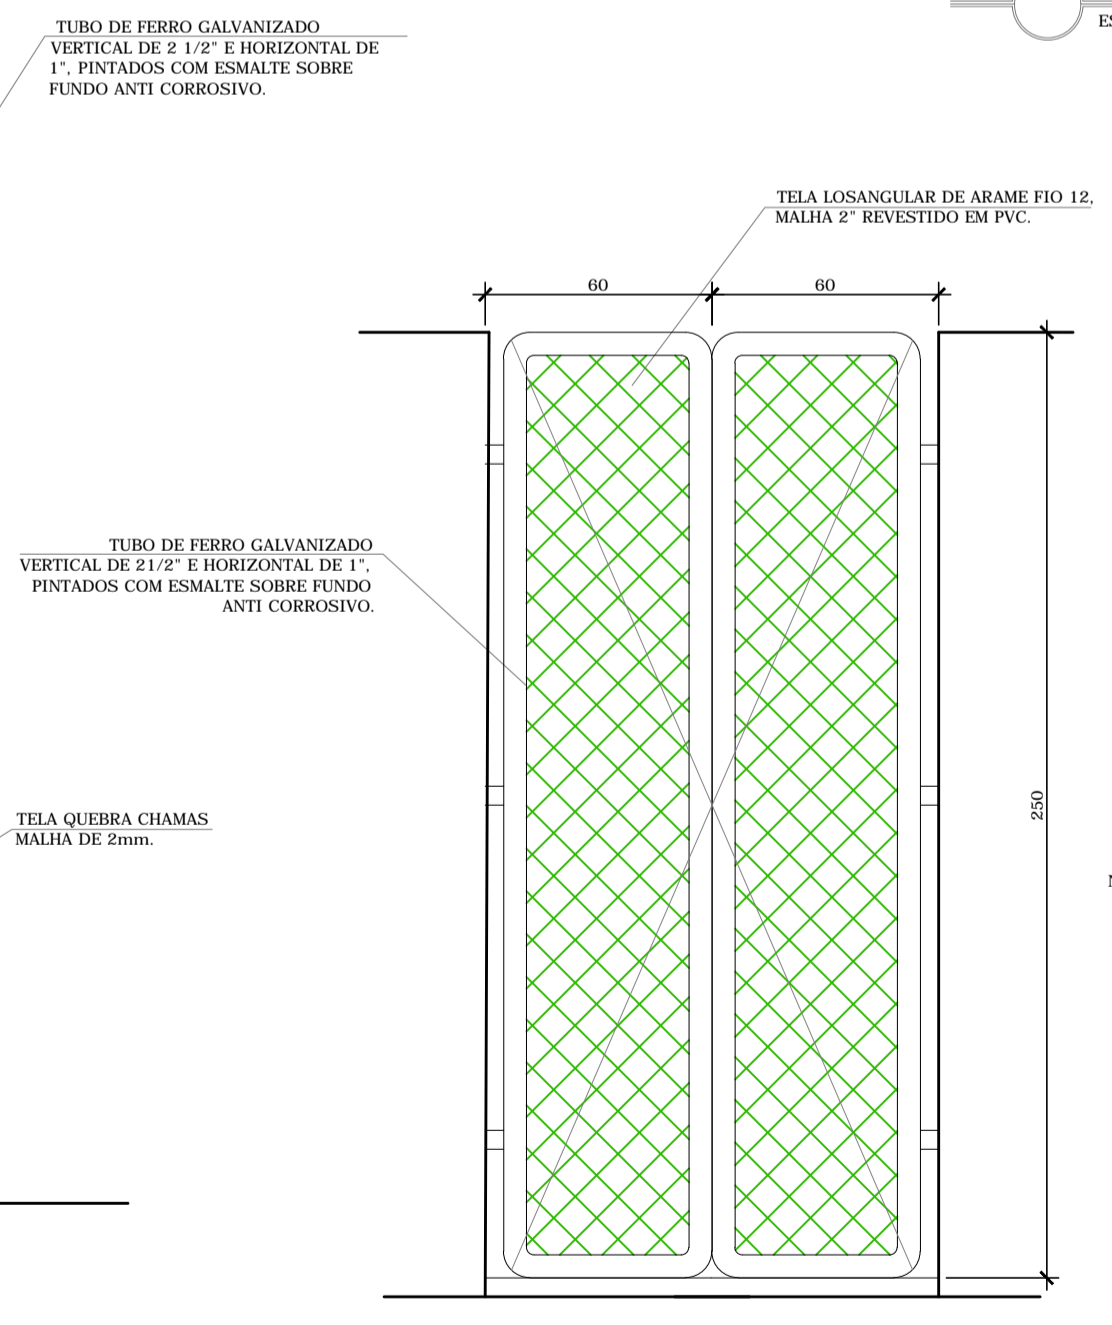 TUBO DE FERRO GALVANIZADO
VERTICAL DE 2 1/2" E HORIZONTAL DE
1", PINTADOS COM ESMALTE SOBRE
FUNDO ANTI CORROSIVO.
TELA LOSANGULAR DE ARAME FIO 12,
MALHA 2" REVESTIDO EM PVC.
60
60
TUBO DE FERRO GALVANIZADO
VERTICAL DE 21/2" E HORIZONTAL DE 1",
PINTADOS COM ESMALTE SOBRE FUNDO
ANTI CORROSIVO.
250
TELA QUEBRA CHAMAS
MALHA DE 2mm.